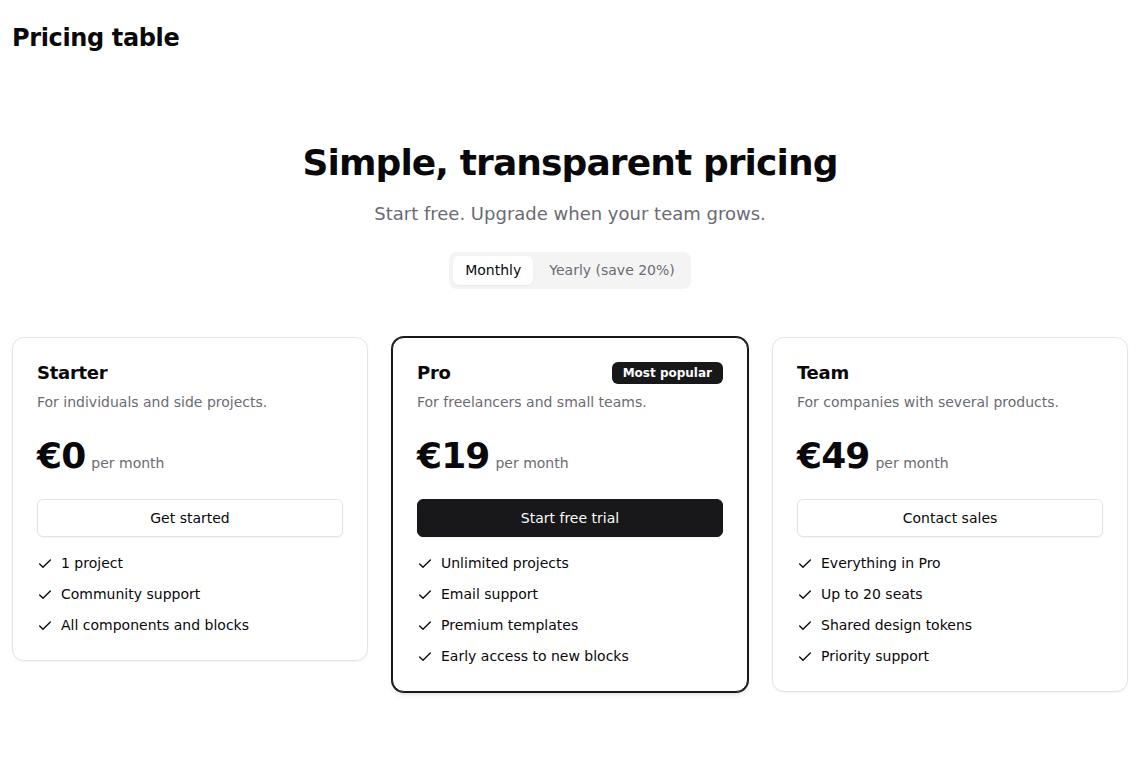 Pricing table
Simple, transparent pricing
Start free. Upgrade when your team grows.
Monthly
Yearly (save 20%)
Starter
For individuals and side projects.
€0 per month
Get started
1 project
Community support
All components and blocks
Pro
Most popular
For freelancers and small teams.
€19 per month
Start free trial
Unlimited projects
Email support
Premium templates
Early access to new blocks
Team
For companies with several products.
€49 per month
Contact sales
Everything in Pro
Up to 20 seats
Shared design tokens
Priority support